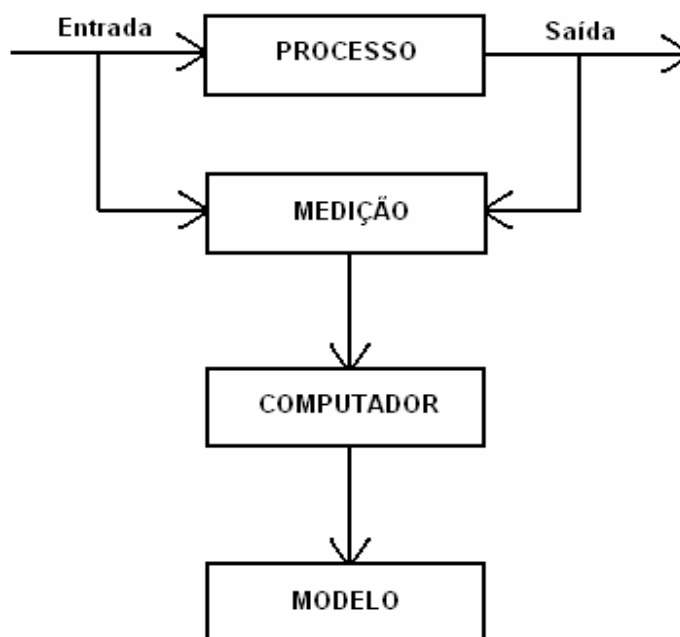 Entrada
PROCESSO
Saída
MEDIÇÃO
COMPUTADOR
MODELO